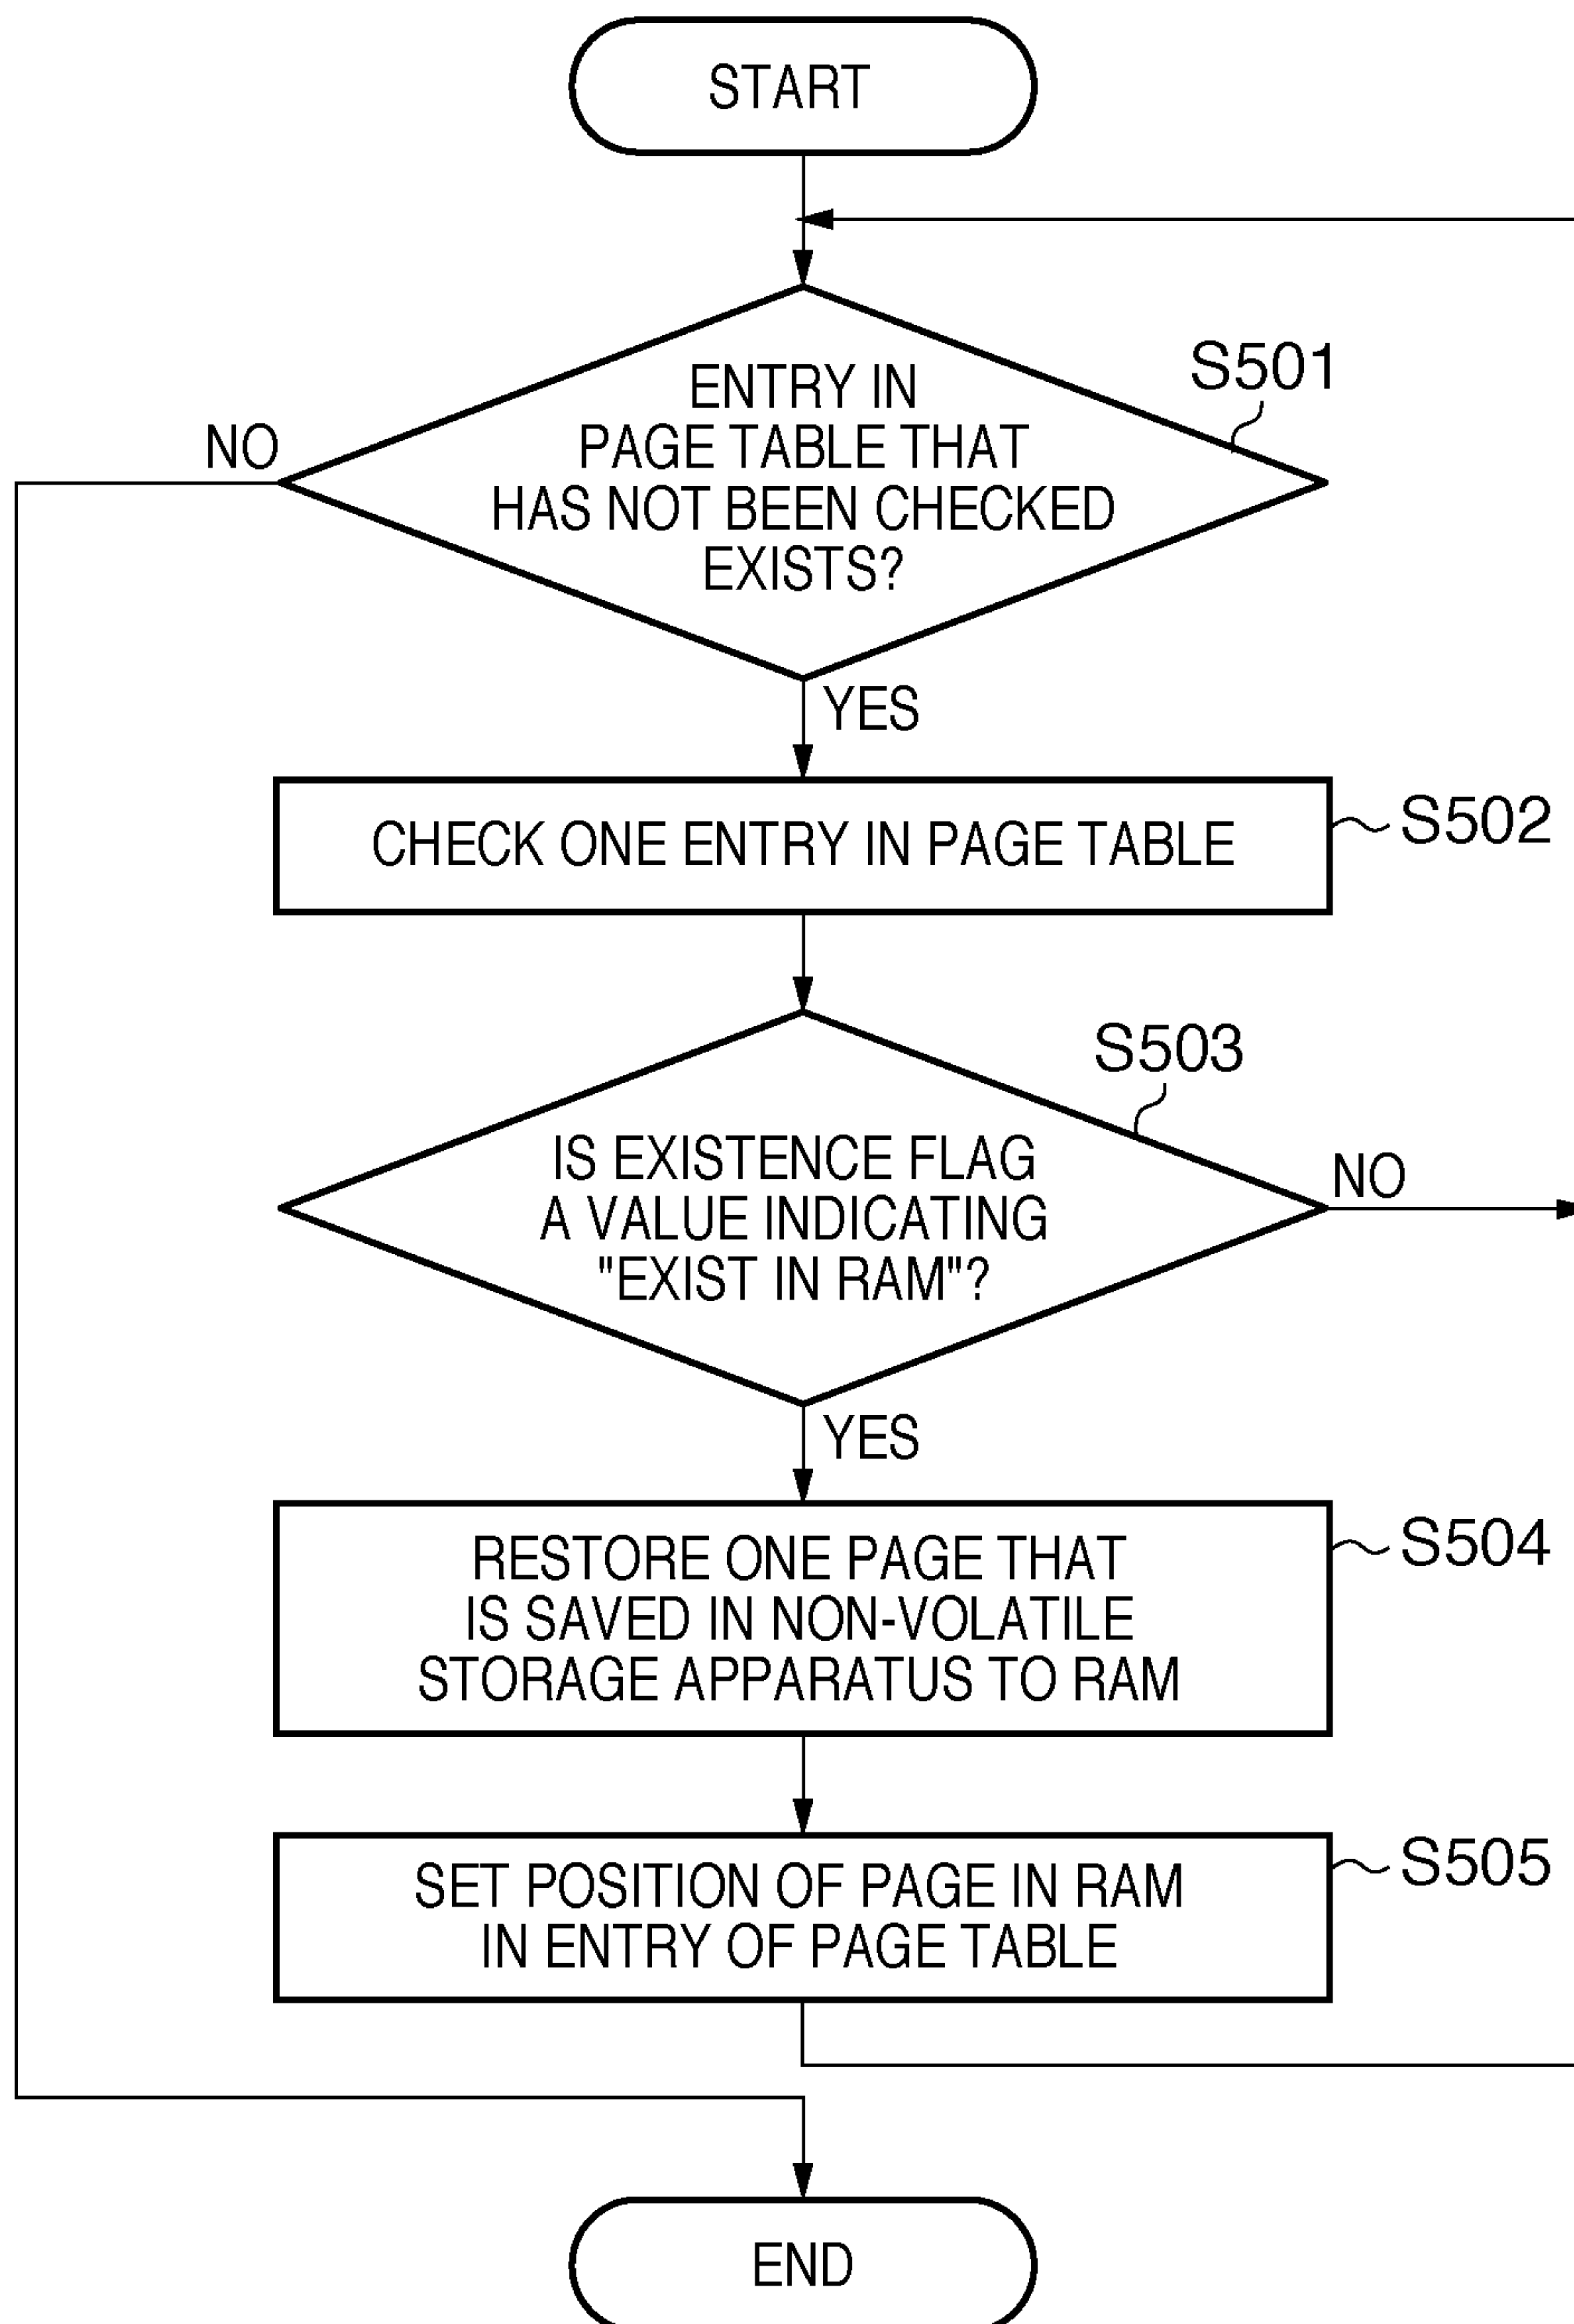 START
S501
ENTRY IN
PAGE TABLE THAT
HAS NOT BEEN CHECKED
EXISTS?
NO
YES
CHECK ONE ENTRY IN PAGE TABLE
S502
S503
IS EXISTENCE FLAG
A VALUE INDICATING
"EXIST IN RAM"?
NO
YES
RESTORE ONE PAGE THAT
IS SAVED IN NON-VOLATILE
STORAGE APPARATUS TO RAM
S504
SET POSITION OF PAGE IN RAM
IN ENTRY OF PAGE TABLE
S505
END